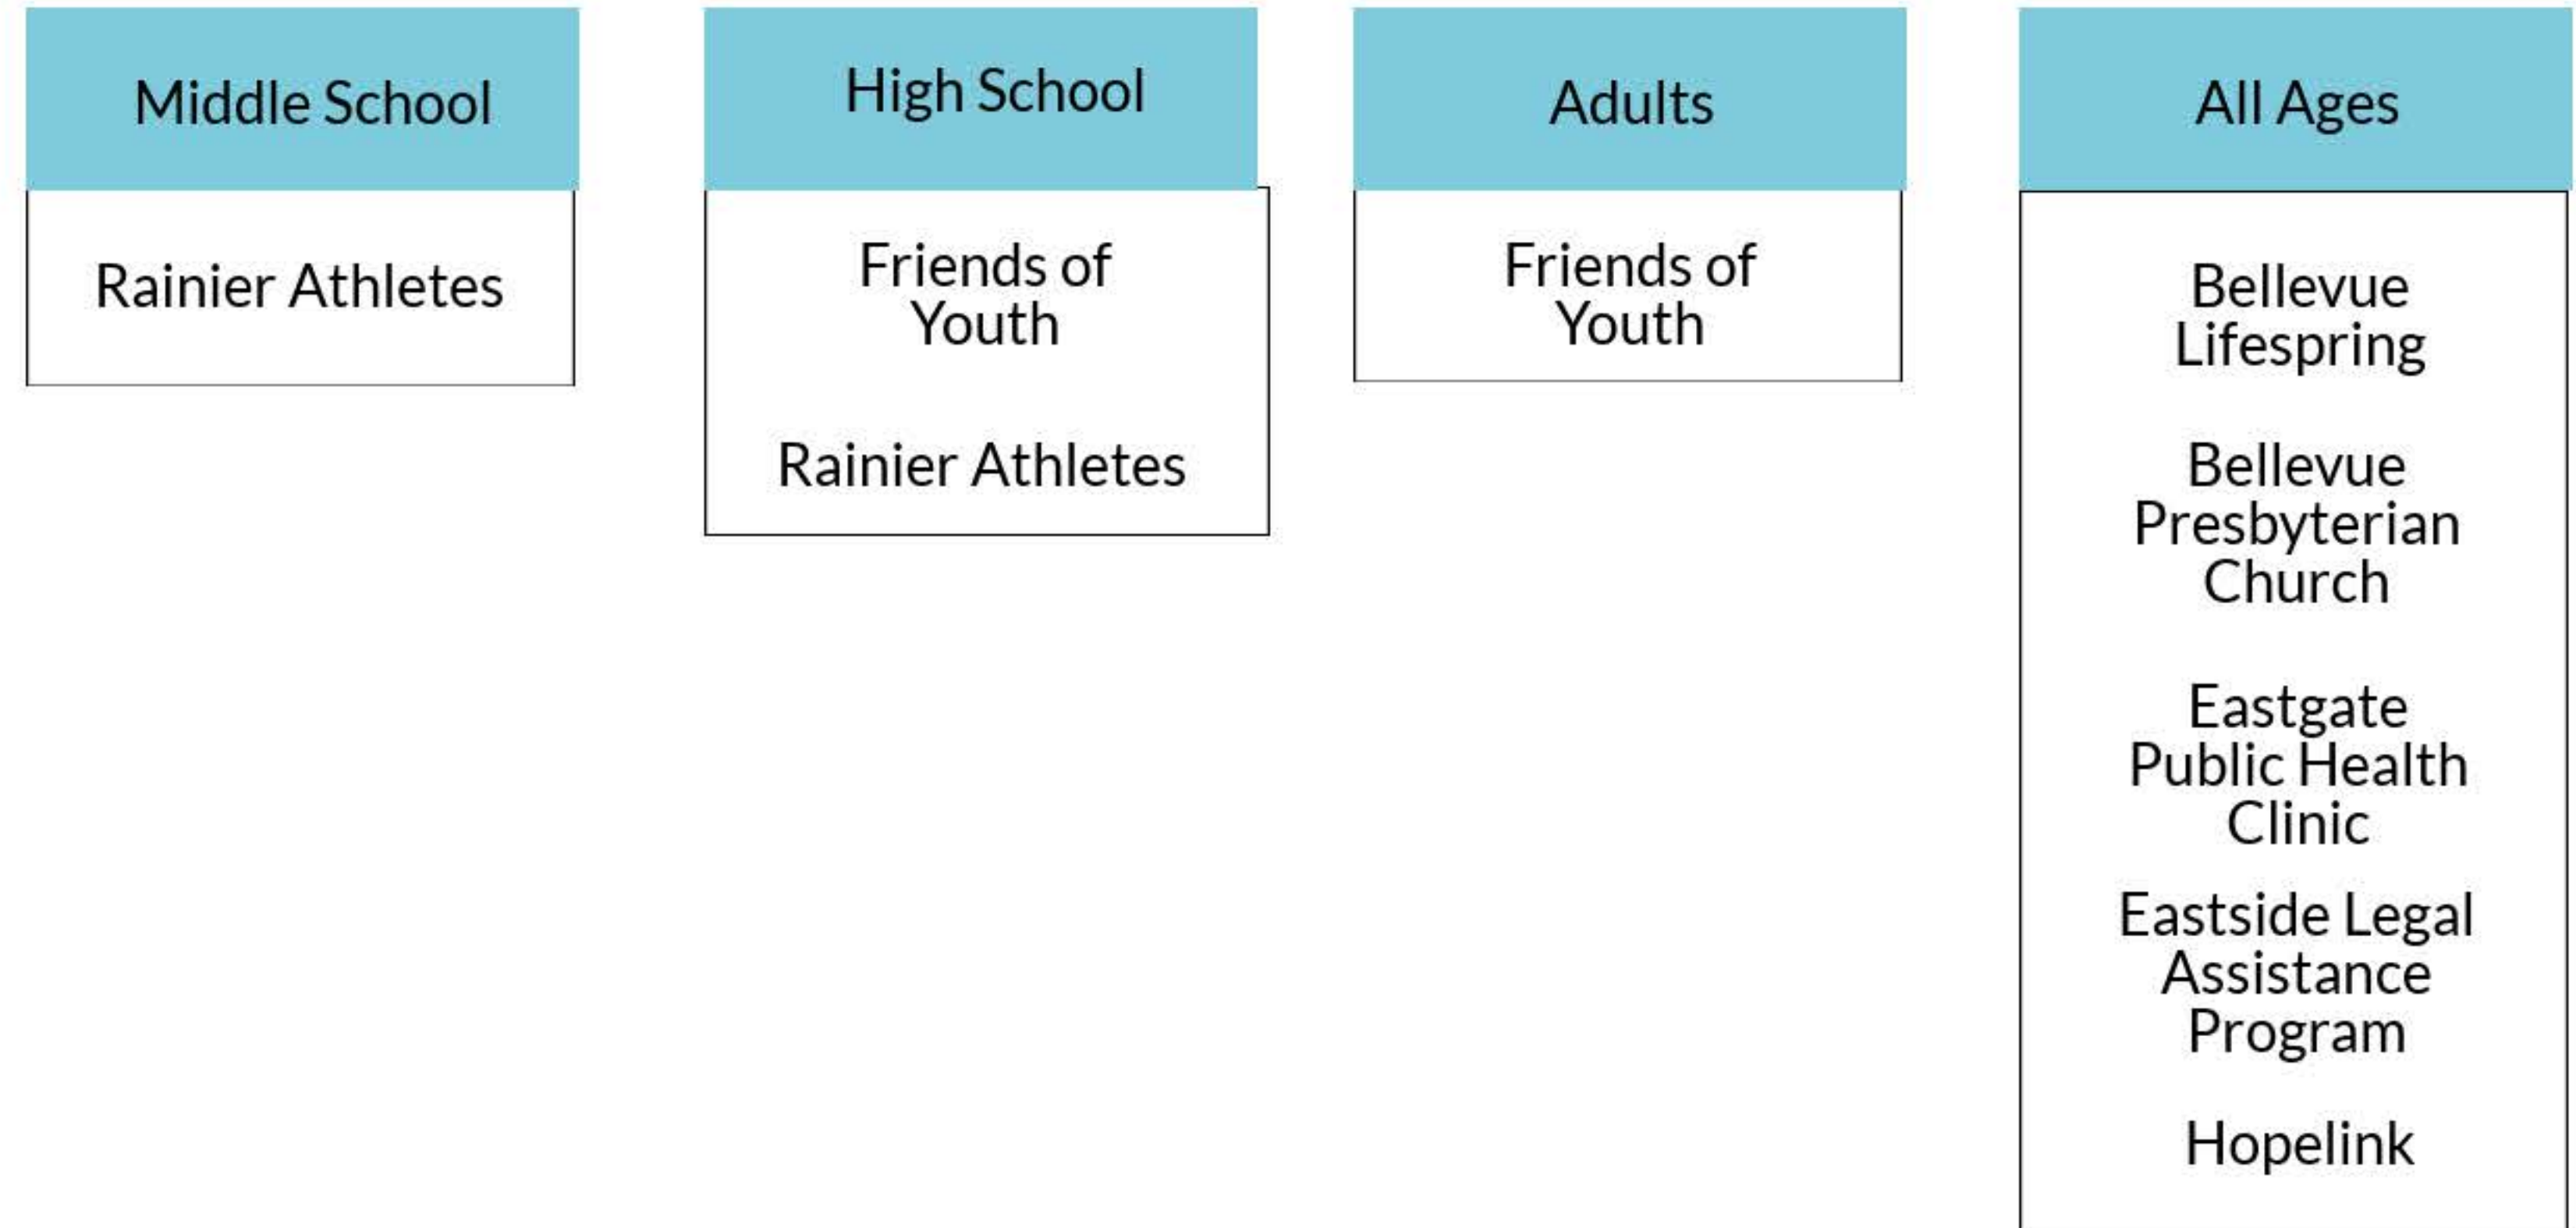 Middle School
Rainier Athletes
High School
Friends of
Youth
Rainier Athletes
Adults
Friends of
Youth
All Ages
Bellevue
Lifespring
Bellevue
Presbyterian
Church
Eastgate
Public Health
Clinic
Eastside Legal
Assistance
Program
Hopelink